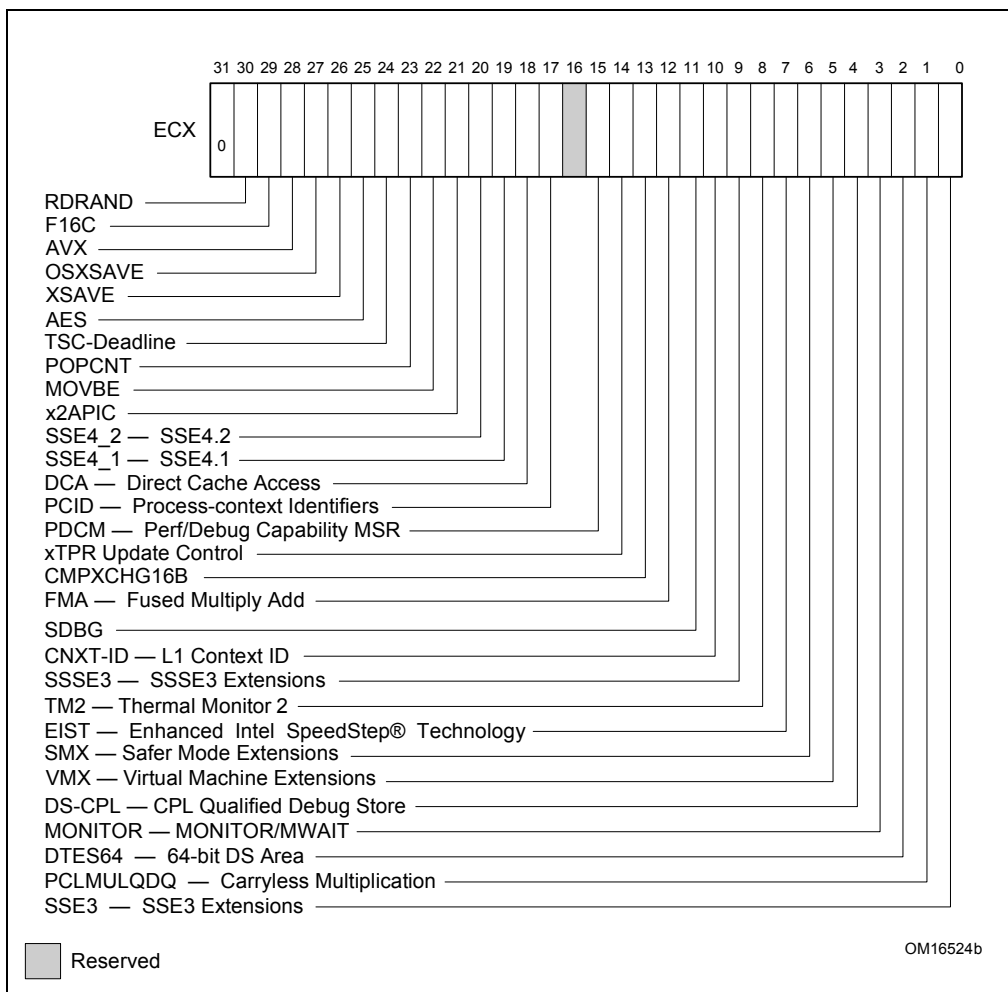 31 30 29 28 27 26 25 24 23 22 21 20 19 18 17 16 15 14 13 12 11 10 9 8 7 6 5 4 3 2 1 0
ECX
0
RDRAND
F16C
AVX
OSXSAVE
XSAVE
AES
TSC-Deadline
POPCNT
MOVBE
x2APIC
SSE4_2 — SSE4.2
SSE4_1 — SSE4.1
DCA — Direct Cache Access
PCID — Process-context Identifiers
PDCM — Perf/Debug Capability MSR
xTPR Update Control
CMPXCHG16B
FMA — Fused Multiply Add
SDBG
CNXT-ID — L1 Context ID
SSSE3 — SSSE3 Extensions
TM2 — Thermal Monitor 2
EIST — Enhanced Intel SpeedStep® Technology
SMX — Safer Mode Extensions
VMX — Virtual Machine Extensions
DS-CPL — CPL Qualified Debug Store
MONITOR — MONITOR/MWAIT
DTES64 — 64-bit DS Area
PCLMULQDQ — Carryless Multiplication
SSE3 — SSE3 Extensions
Reserved
OM16524b